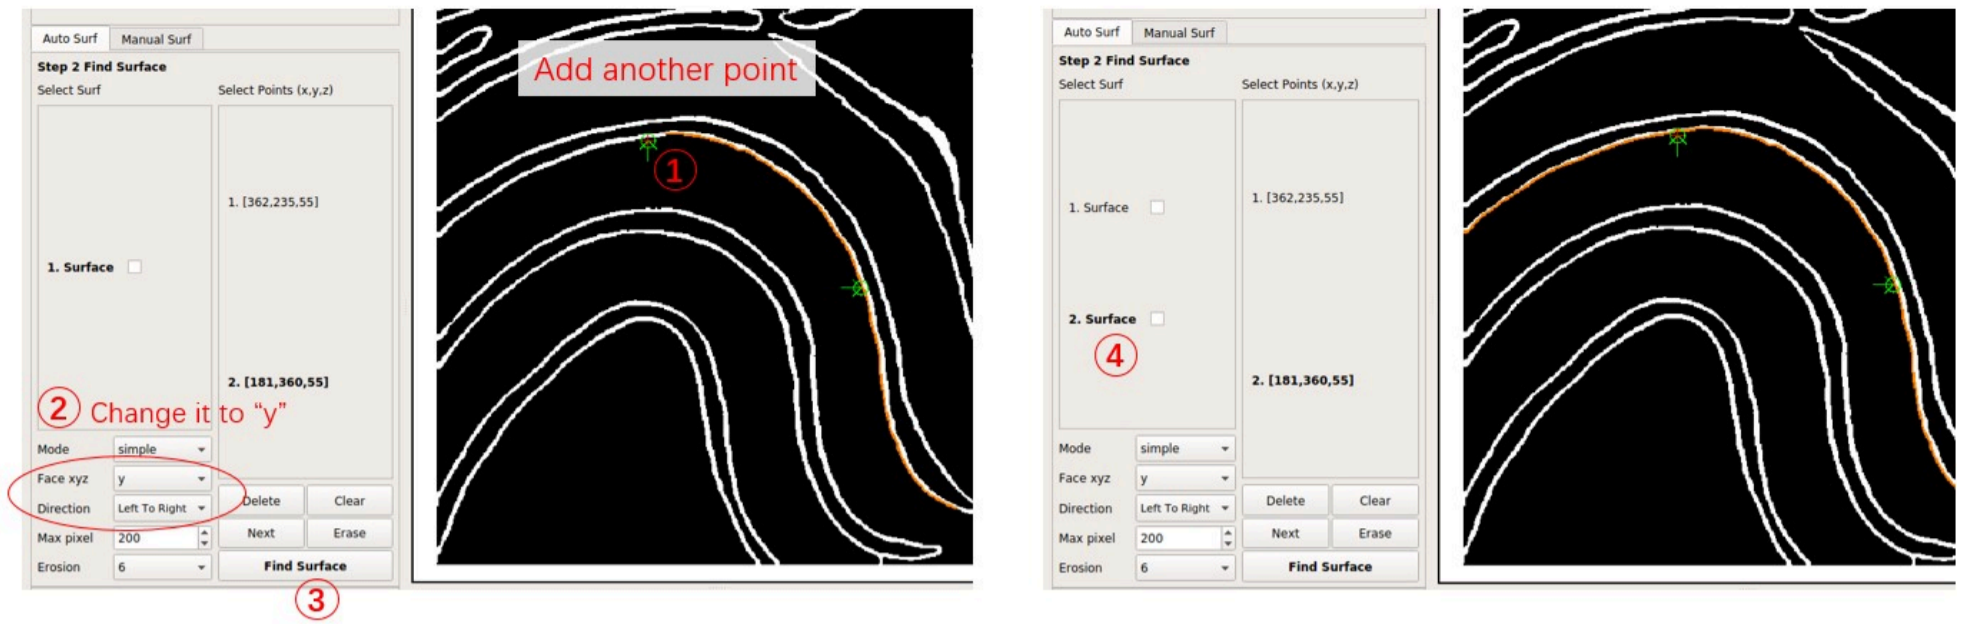 Auto Surf Manual Surf
Step 2 Find Surface
Select Surf Select Points (x,y,z)
1. [362,235,55]
1. Surface
2. [181,360,55]
② Change it to “y”
Mode simple
Face xyz y
Direction Left To Right
Max pixel 200
Erosion 6
Delete Clear
Next Erase
Find Surface
③
Add another point
①
Auto Surf Manual Surf
Step 2 Find Surface
Select Surf Select Points (x,y,z)
1. Surface 1. [362,235,55]
2. Surface
④
2. [181,360,55]
Mode simple
Face xyz y
Direction Left To Right
Max pixel 200
Erosion 6
Delete Clear
Next Erase
Find Surface